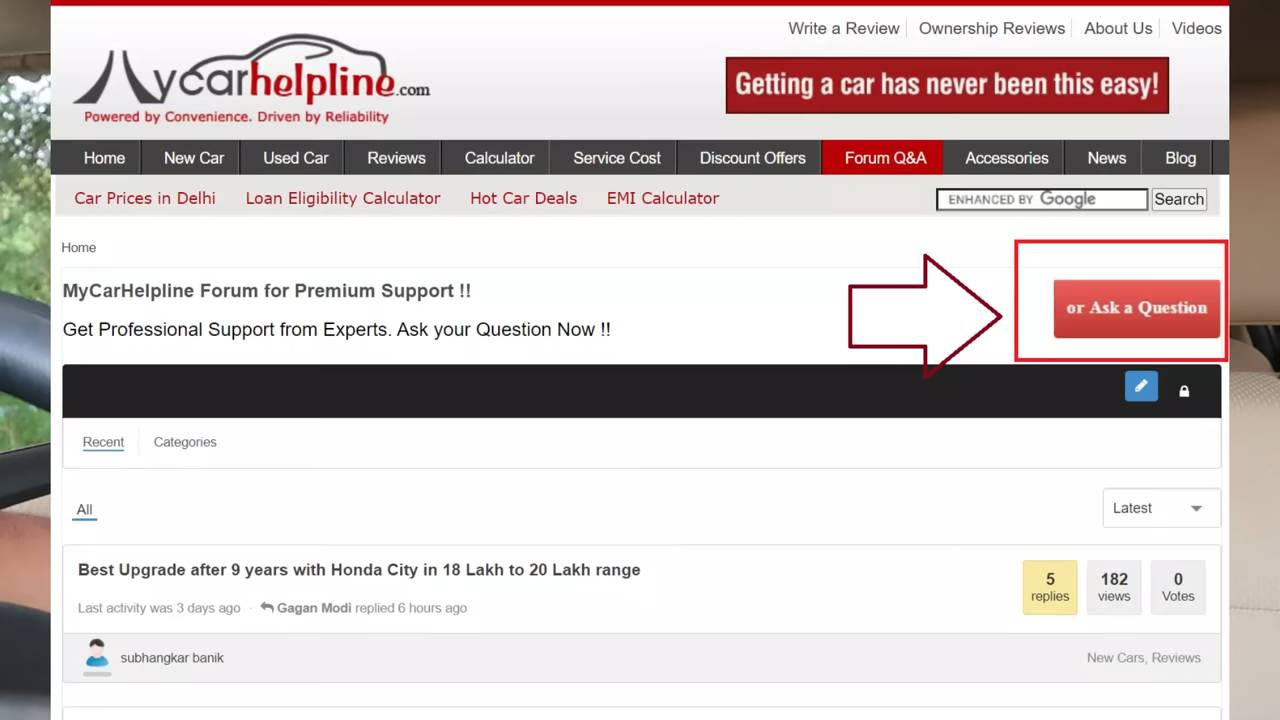 Write a Review Ownership Reviews About Us Videos
Mycarhelpline.com
Powered by Convenience. Driven by Reliability
Getting a car has never been this easy!
Home New Car Used Car Reviews Calculator Service Cost Discount Offers Forum Q&A Accessories News Blog
Car Prices in Delhi Loan Eligibility Calculator Hot Car Deals EMI Calculator ENHANCED BY Google Search
Home
MyCarHelpline Forum for Premium Support !!
or Ask a Question
Get Professional Support from Experts. Ask your Question Now !!
Recent Categories
All
Latest
Best Upgrade after 9 years with Honda City in 18 Lakh to 20 Lakh range
5 182 0
replies views Votes
Last activity was 3 days ago · Gagan Modi replied 6 hours ago
subhangkar banik
New Cars, Reviews